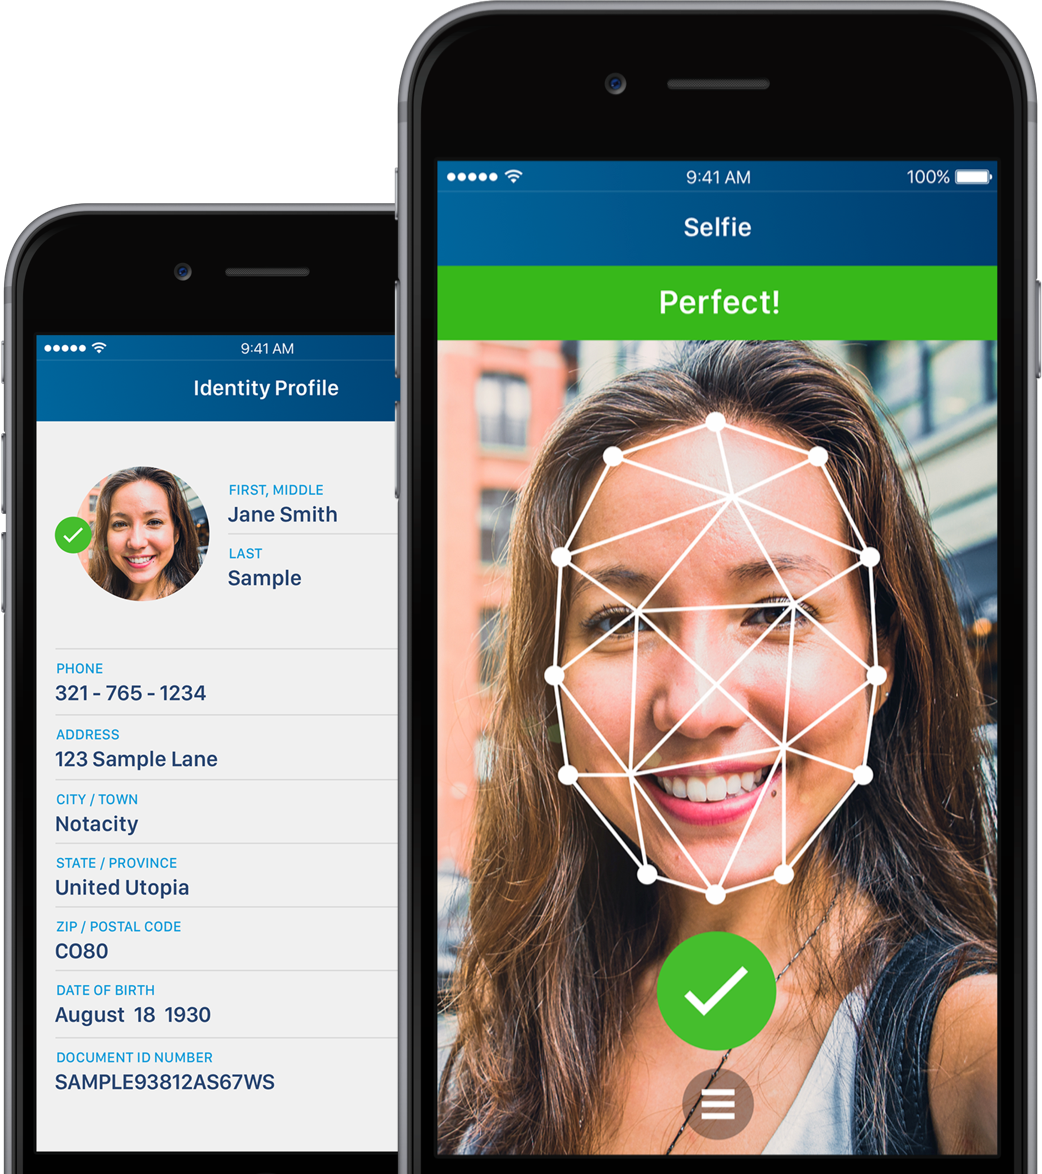 9:41 AM
Identity Profile
FIRST, MIDDLE
Jane Smith
LAST
Sample
PHONE
321 - 765 - 1234
ADDRESS
123 Sample Lane
CITY / TOWN
Notacity
STATE / PROVINCE
United Utopia
ZIP / POSTAL CODE
CO80
DATE OF BIRTH
August 18 1930
DOCUMENT ID NUMBER
SAMPLE93812AS67WS
9:41 AM 100%
Selfie
Perfect!